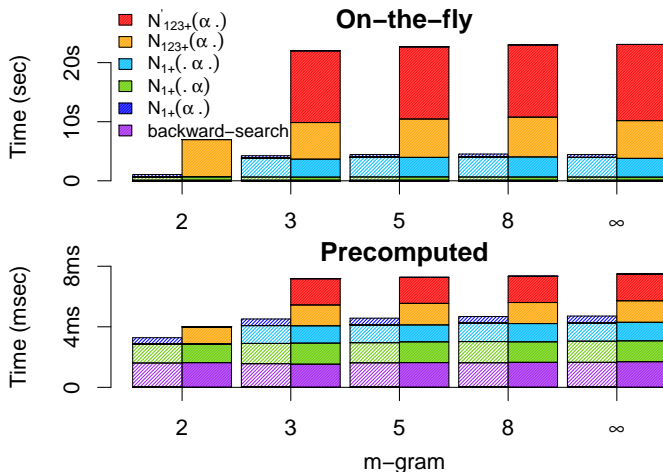 On−the−fly
N'123+(α .)
N123+(α .)
N1+(. α .)
N1+(. α)
N1+(α .)
backward−search
Time (sec)
20s
10s
0
2 3 5 8 ∞
Precomputed
Time (msec)
8ms
4ms
0
2 3 5 8 ∞
m−gram